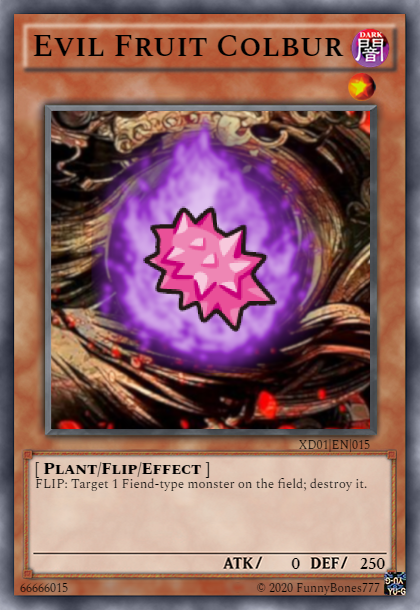 Evil Fruit Colbur
DARK
闇
XD01|EN|015
[ Plant/Flip/Effect ]
FLIP: Target 1 Fiend-type monster on the field; destroy it.
ATK/ 0 DEF/ 250
66666015
© 2020 FunnyBones777